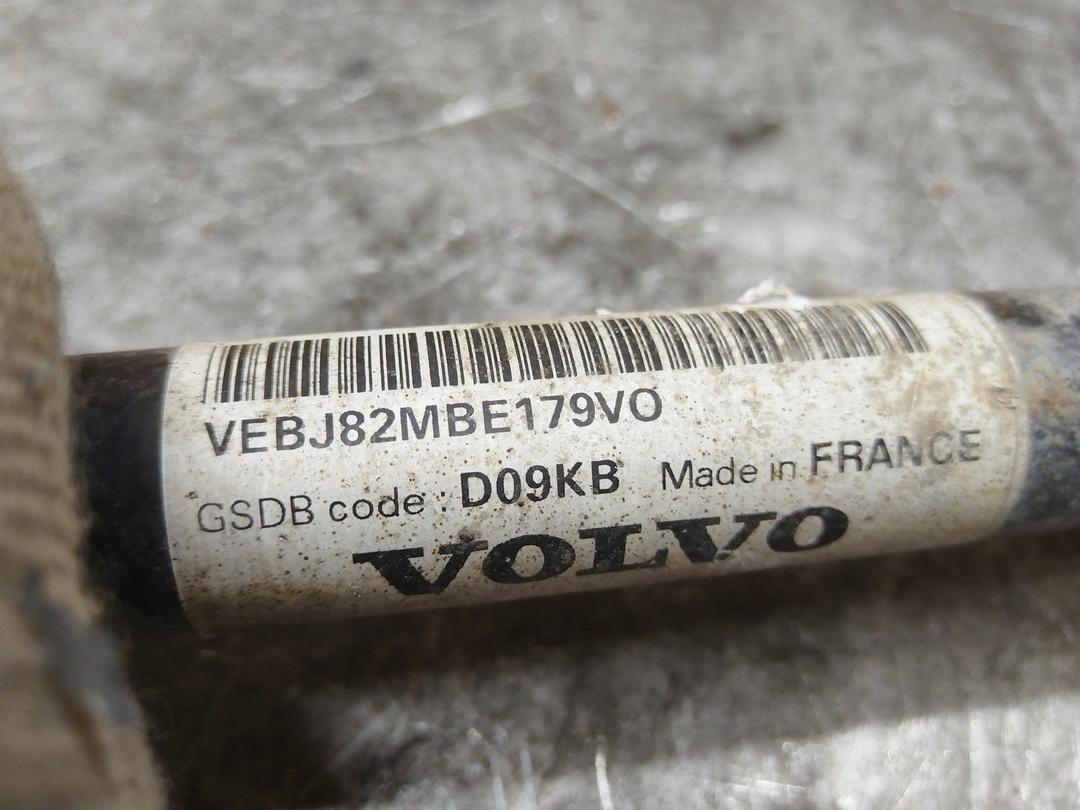 VEBJ82MBE179VO
GSDB code : D09KB Made in FRANCE
VOLVO